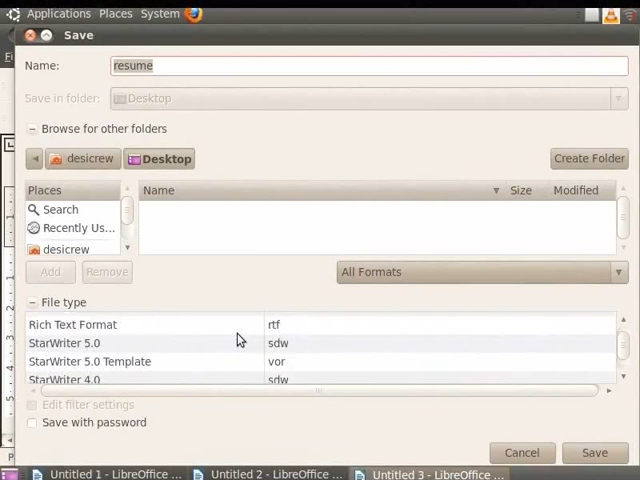 Applications Places System
Save
Name: resume
Save in folder: Desktop
Browse for other folders
desicrew Desktop Create Folder
Places Name Size Modified
Search
Recently Us...
desicrew
Add Remove All Formats
File type
Rich Text Format rtf
StarWriter 5.0 sdw
StarWriter 5.0 Template vor
StarWriter 4.0 sdw
Edit filter settings
Save with password
Cancel Save
Untitled 1 - LibreOffice ... Untitled 2 - LibreOffice ... Untitled 3 - LibreOffice ...